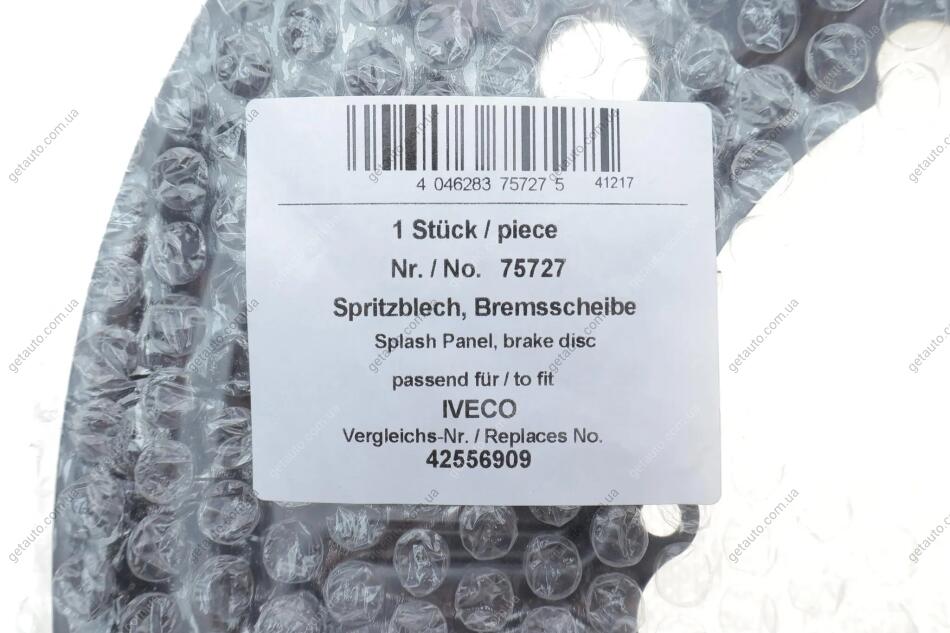 4 046283 75727 5 41217
1 Stück / piece
Nr. / No. 75727
Spritzblech, Bremsscheibe
Splash Panel, brake disc
passend für / to fit
IVECO
Vergleichs-Nr. / Replaces No.
42556909
getauto.com.ua